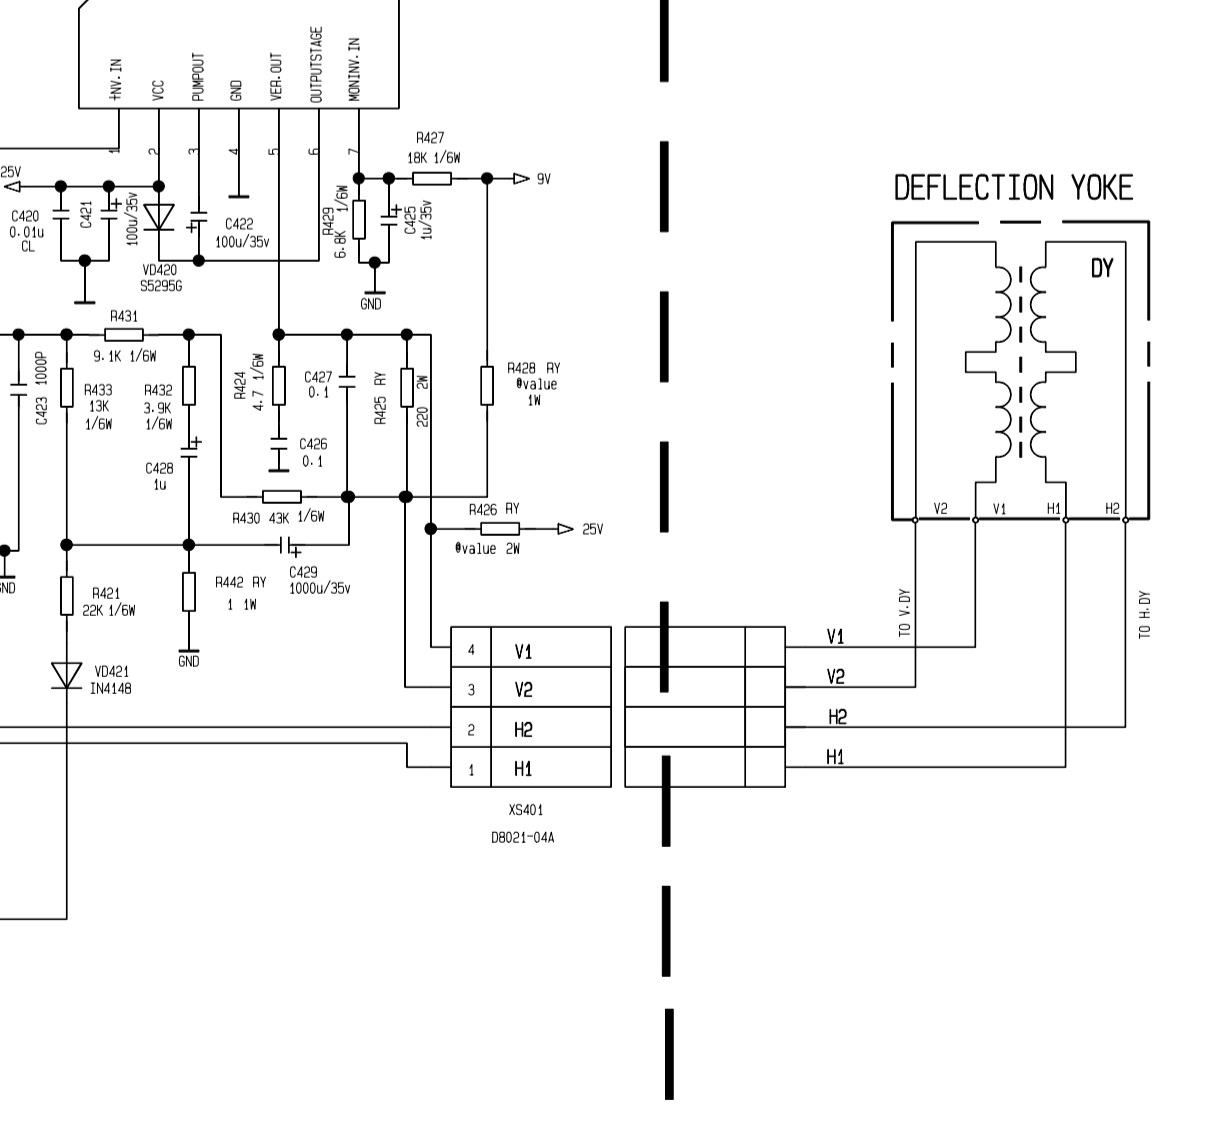 +NV.IN
VCC
PUMPOUT
GND
VER.OUT
OUTPUTSTAGE
MONINV.IN
1
2
3
4
5
6
7
R427
18K 1/6W
9V
25V
C420
0.01u
CL
C421
100u/35v
VD420
S5295G
C422
100u/35v
R429
6.8K 1/6W
C425
1u/35v
GND
DEFLECTION YOKE
DY
R431
9.1K 1/6W
C423 1000P
R433
13K
1/6W
R432
3.9K
1/6W
C428
1u
R424
4.7 1/6W
C427
0.1
C426
0.1
R425 RY
220 2W
R428 RY
@value
1W
R430 43K 1/6W
R426 RY
@value 2W
25V
V2
V1
H1
H2
C429
1000u/35v
GND
R421
22K 1/6W
R442 RY
1 1W
GND
VD421
IN4148
TO V.DY
TO H.DY
4 V1
3 V2
2 H2
1 H1
V1
V2
H2
H1
XS401
D8021-04A